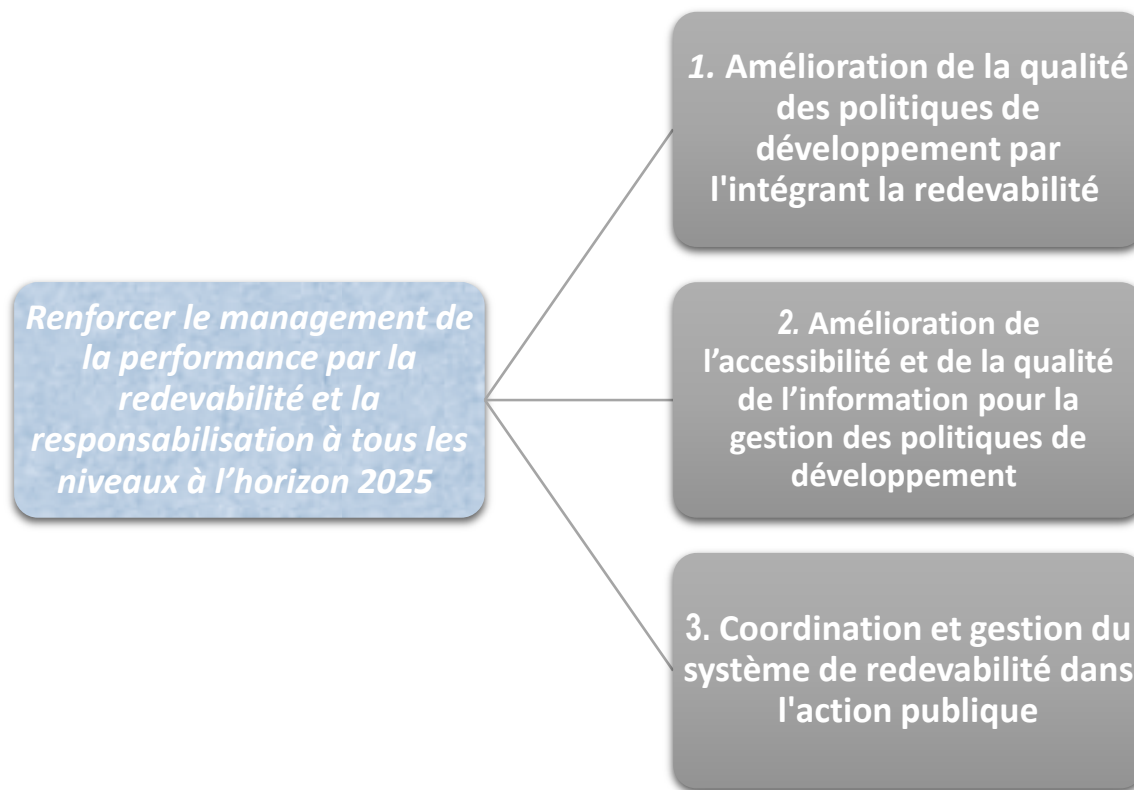 Renforcer le management de
la performance par la
redevabilité et la
responsabilisation à tous les
niveaux à l’horizon 2025
1. Amélioration de la qualité
des politiques de
développement par
l'intégrant la redevabilité
2. Amélioration de
l’accessibilité et de la qualité
de l’information pour la
gestion des politiques de
développement
3. Coordination et gestion du
système de redevabilité dans
l'action publique